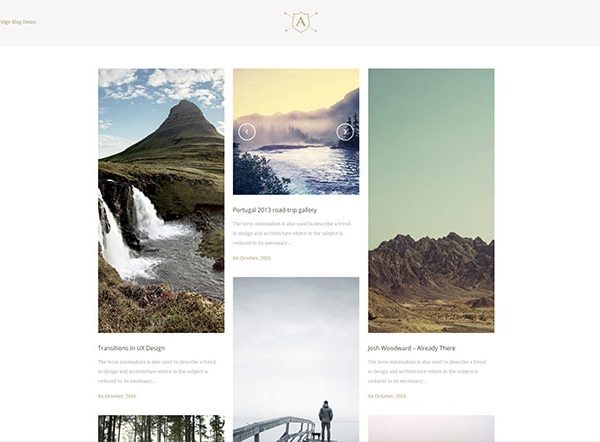 Blog Demo
A
Portugal 2013 road-trip gallery
The term minimalism is also used to describe a trend
in design and architecture where in the subject is
reduced to its necessary...
04 October, 2013
Transitions In UX Design
The term minimalism is also used to describe a trend
in design and architecture where in the subject is
reduced to its necessary...
04 October, 2013
Josh Woodward – Already There
The term minimalism is also used to describe a trend
in design and architecture where in the subject is
reduced to its necessary...
04 October, 2013